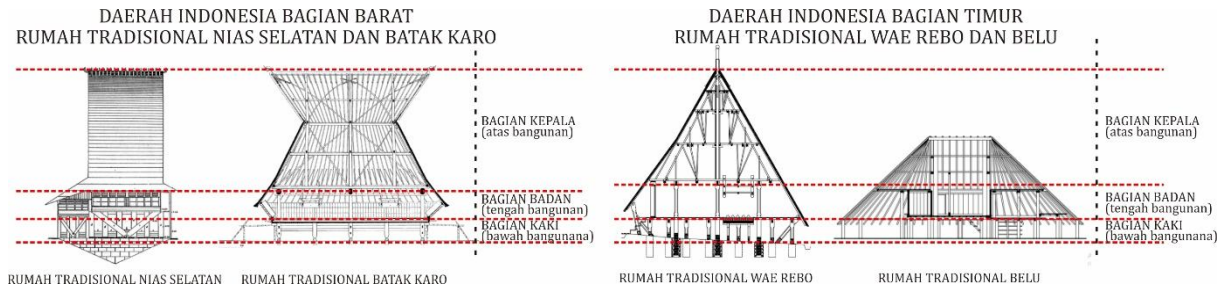 DAERAH INDONESIA BAGIAN BARAT
RUMAH TRADISIONAL NIAS SELATAN DAN BATAK KARO
BAGIAN KEPALA
(atas bangunan)
BAGIAN BADAN
(tengah bangunan)
BAGIAN KAKI
(bawah bangunana)
RUMAH TRADISIONAL NIAS SELATAN
RUMAH TRADISIONAL BATAK KARO
DAERAH INDONESIA BAGIAN TIMUR
RUMAH TRADISIONAL WAE REBO DAN BELU
BAGIAN KEPALA
(atas bangunan)
BAGIAN BADAN
(tengah bangunan)
BAGIAN KAKI
(bawah bangunana)
RUMAH TRADISIONAL WAE REBO
RUMAH TRADISIONAL BELU